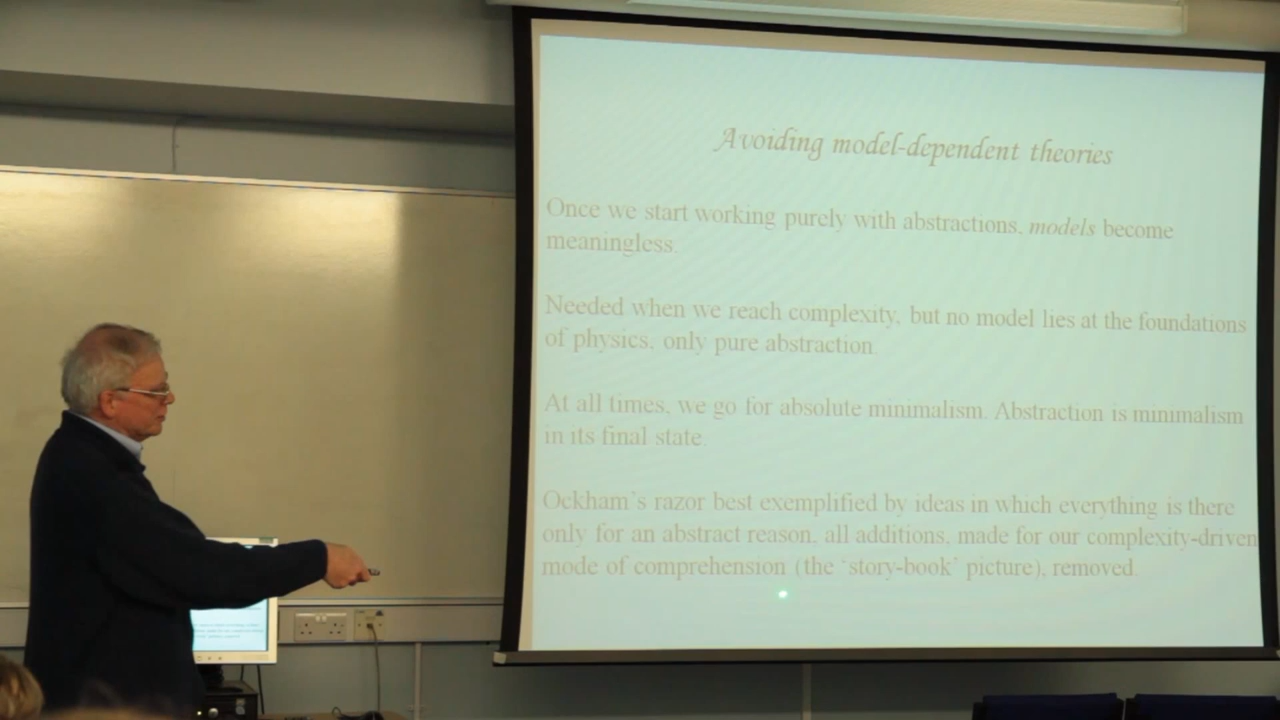 Avoiding model-dependent theories
Once we start working purely with abstractions, models become
meaningless.
Needed when we reach complexity, but no model lies at the foundations
of physics, only pure abstraction.
At all times, we go for absolute minimalism. Abstraction is minimalism
in its final state.
Ockham's razor best exemplified by ideas in which everything is there
only for an abstract reason, all additions, made for our complexity-driven
mode of comprehension (the ‘story-book’ picture), removed.